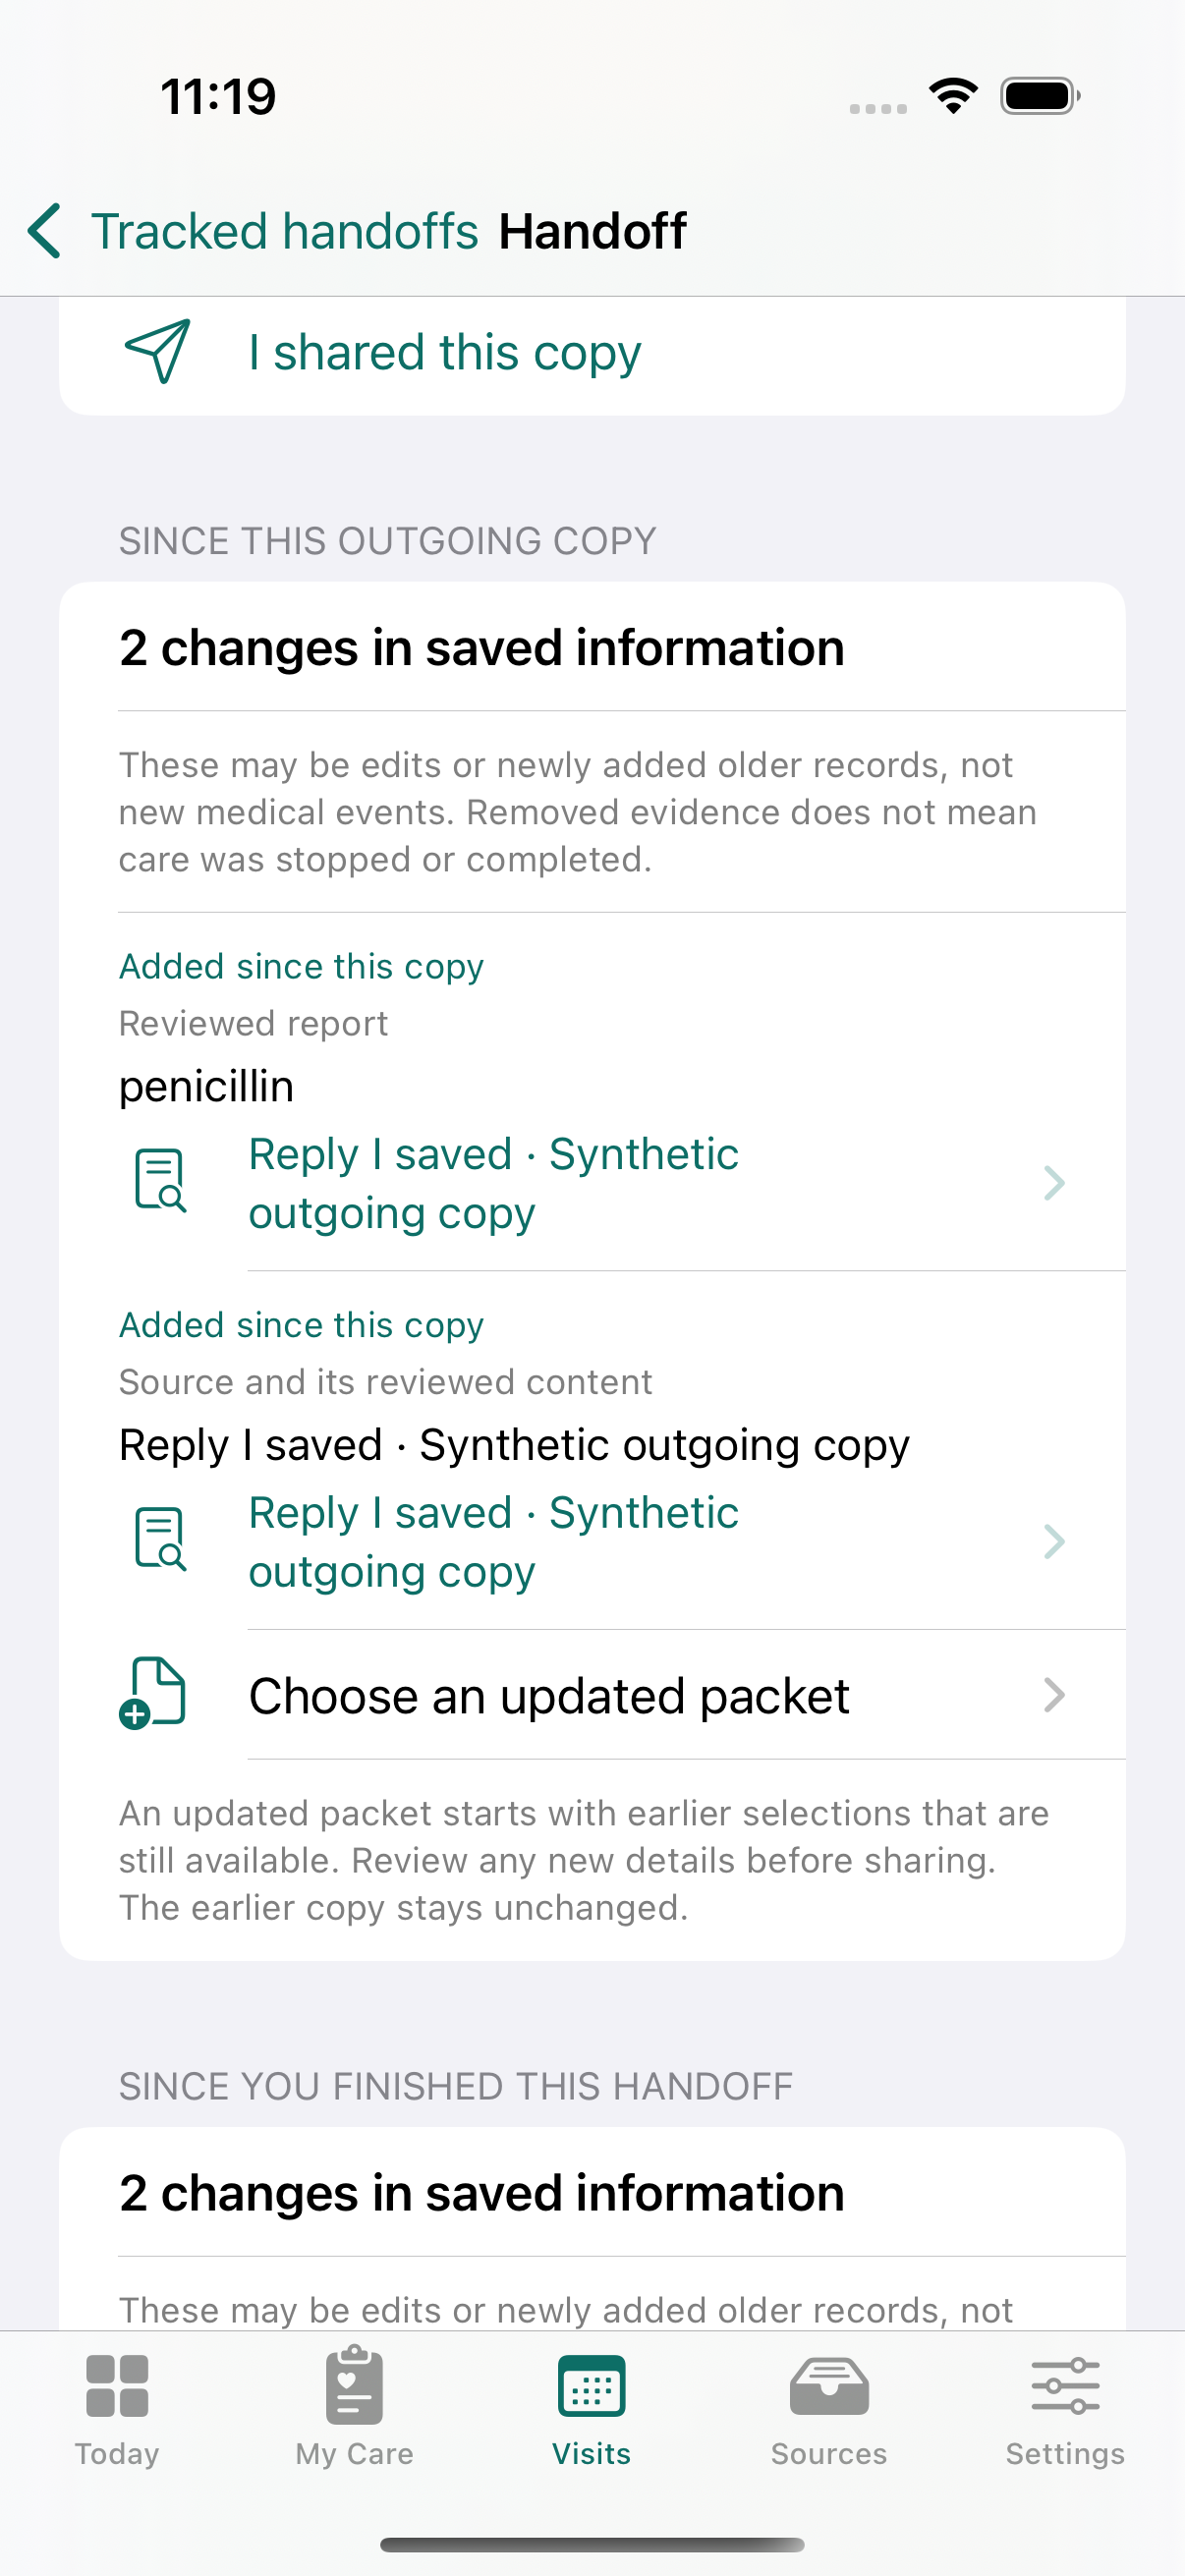 11:19
Tracked handoffs Handoff
I shared this copy
SINCE THIS OUTGOING COPY
2 changes in saved information
These may be edits or newly added older records, not
new medical events. Removed evidence does not mean
care was stopped or completed.
Added since this copy
Reviewed report
penicillin
Reply I saved · Synthetic
outgoing copy
Added since this copy
Source and its reviewed content
Reply I saved · Synthetic outgoing copy
Reply I saved · Synthetic
outgoing copy
Choose an updated packet
An updated packet starts with earlier selections that are
still available. Review any new details before sharing.
The earlier copy stays unchanged.
SINCE YOU FINISHED THIS HANDOFF
2 changes in saved information
These may be edits or newly added older records, not
Today My Care Visits Sources Settings